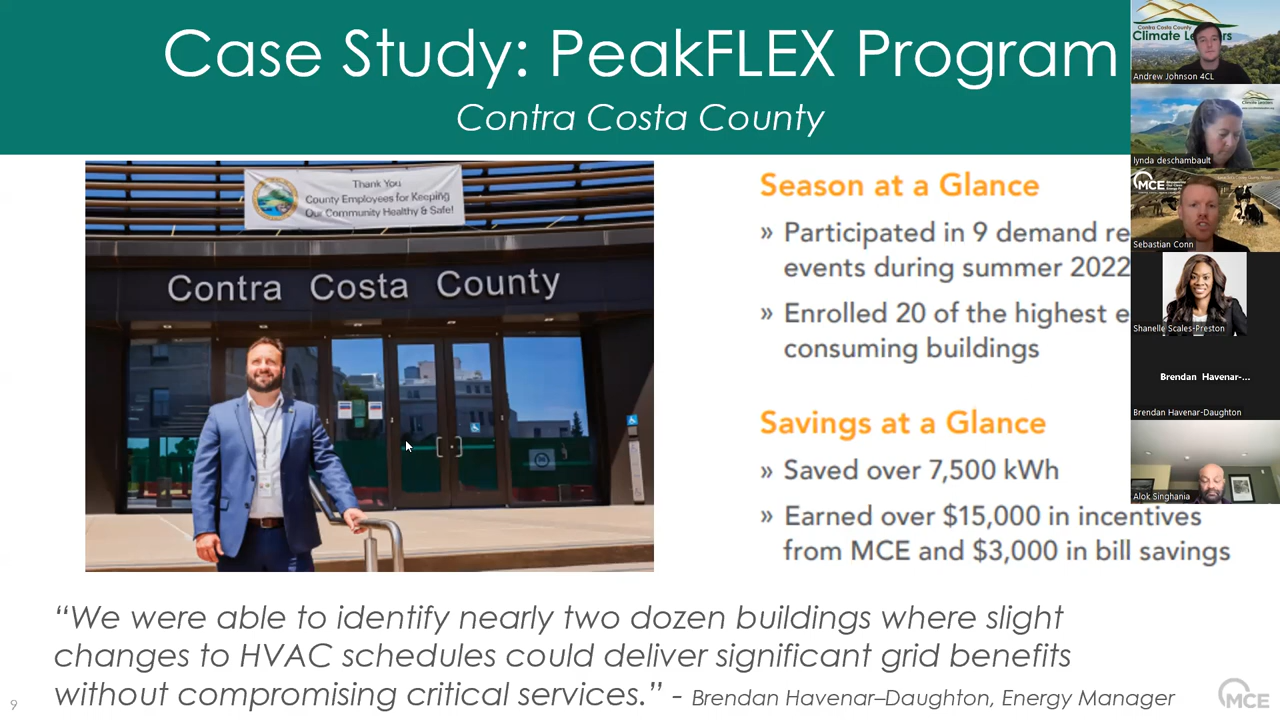 Case Study: PeakFLEX Program
Contra Costa County
Thank You
County Employees for Keeping
Our Community Healthy & Safe!
Contra Costa County
Season at a Glance
» Participated in 9 demand re
events during summer 2022
» Enrolled 20 of the highest e
consuming buildings
Savings at a Glance
» Saved over 7,500 kWh
» Earned over $15,000 in incentives
from MCE and $3,000 in bill savings
“We were able to identify nearly two dozen buildings where slight
changes to HVAC schedules could deliver significant grid benefits
without compromising critical services.” - Brendan Havenar–Daughton, Energy Manager
9
MCE
Contra Costa County
Climate Leaders
Andrew Johnson 4CL
Climate Leaders
lynda deschambault
MCE
Sebastian Conn
Shanelle Scales-Preston
Brendan Havenar-...
Brendan Havenar-Daughton
Alok Singhania